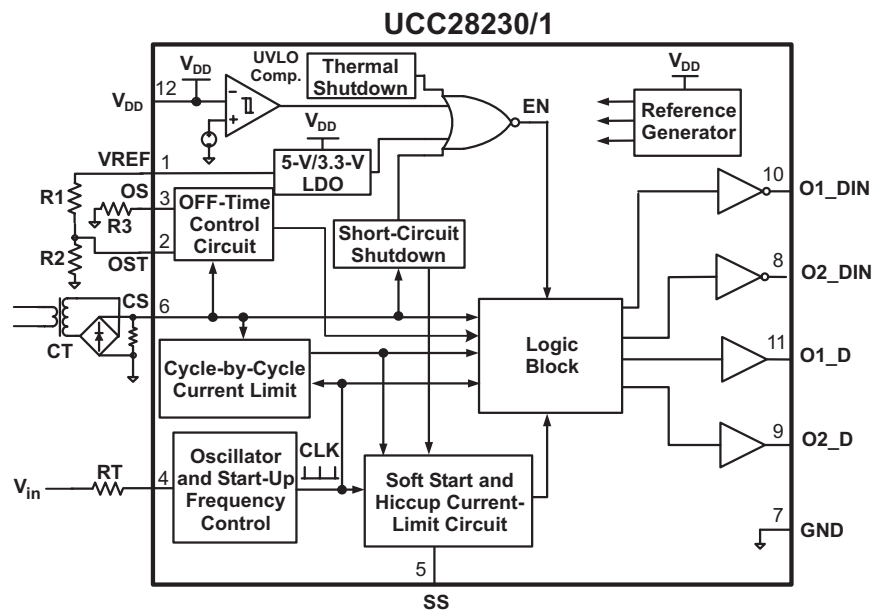 UCC28230/1
UVLO
Comp.
VDD
12
VDD
Thermal
Shutdown
EN
VDD
Reference
Generator
VREF
1
VDD
5-V/3.3-V
LDO
R1
OS
3
R3
OFF-Time
Control
Circuit
2
OST
R2
Short-Circuit
Shutdown
10
O1_DIN
8
O2_DIN
CS
6
CT
Logic
Block
11
O1_D
Cycle-by-Cycle
Current Limit
9
O2_D
Vin
RT
4
Oscillator
and Start-Up
Frequency
Control
CLK
Soft Start and
Hiccup Current-
Limit Circuit
7
GND
5
SS